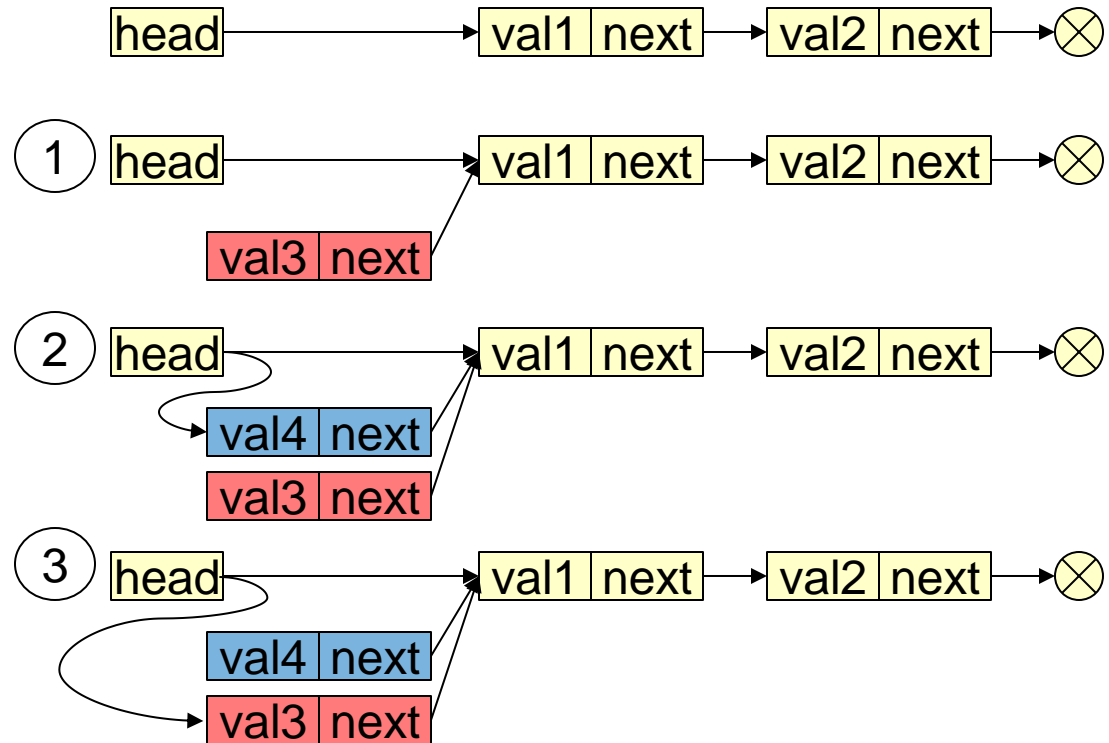 head val1 next val2 next
1 head val1 next val2 next
val3 next
2 head val1 next val2 next
val4 next
val3 next
3 head val1 next val2 next
val4 next
val3 next